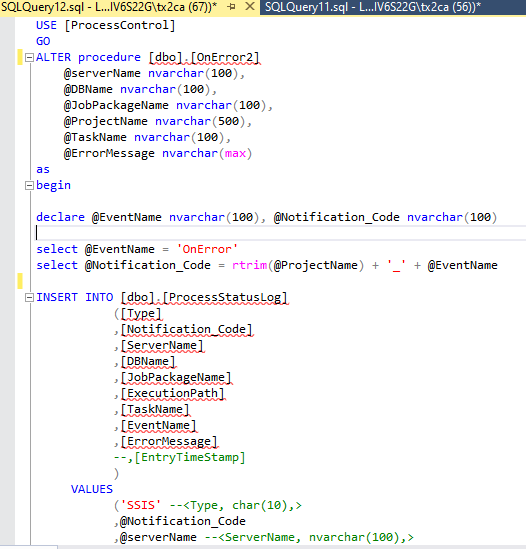 SQLQuery12.sql - L...IV6S22G\tx2ca (67))* SQLQuery11.sql - L...IV6S22G\tx2ca (56))*
USE [ProcessControl]
GO
ALTER procedure [dbo].[OnError2]
@serverName nvarchar(100),
@DBName nvarchar(100),
@JobPackageName nvarchar(100),
@ProjectName nvarchar(500),
@TaskName nvarchar(100),
@ErrorMessage nvarchar(max)
as
begin
declare @EventName nvarchar(100), @Notification_Code nvarchar(100)
select @EventName = 'OnError'
select @Notification_Code = rtrim(@ProjectName) + '_' + @EventName
INSERT INTO [dbo].[ProcessStatusLog]
([Type]
,[Notification_Code]
,[ServerName]
,[DBName]
,[JobPackageName]
,[ExecutionPath]
,[TaskName]
,[EventName]
,[ErrorMessage]
--,[EntryTimeStamp]
)
VALUES
('SSIS' --<Type, char(10),>
,@Notification_Code
,@serverName --<ServerName, nvarchar(100),>